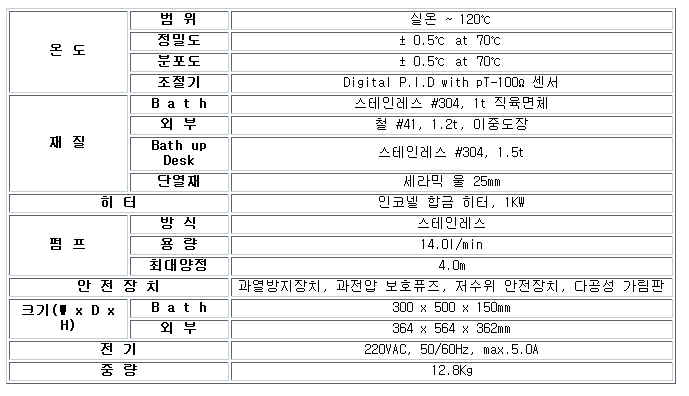 온 도
범 위
실온 ~ 120℃
정밀도
± 0.5℃ at 70℃
분포도
± 0.5℃ at 70℃
조절기
Digital P.I.D with pT-100Ω 센서
재 질
B a t h
스테인레스 #304, 1t 직육면체
외 부
철 #41, 1.2t, 이중도장
Bath up
Desk
스테인레스 #304, 1.5t
단열재
세라믹 울 25mm
히 터
인코넬 합금 히터, 1KW
펌 프
방 식
스테인레스
용 량
14.0l/min
최대양정
4.0m
안 전 장 치
과열방지장치, 과전압 보호퓨즈, 저수위 안전장치, 다공성 가림판
크기(W x D x
H)
B a t h
300 x 500 x 150mm
외 부
364 x 564 x 362mm
전 기
220VAC, 50/60Hz, max.5.0A
중 량
12.8Kg